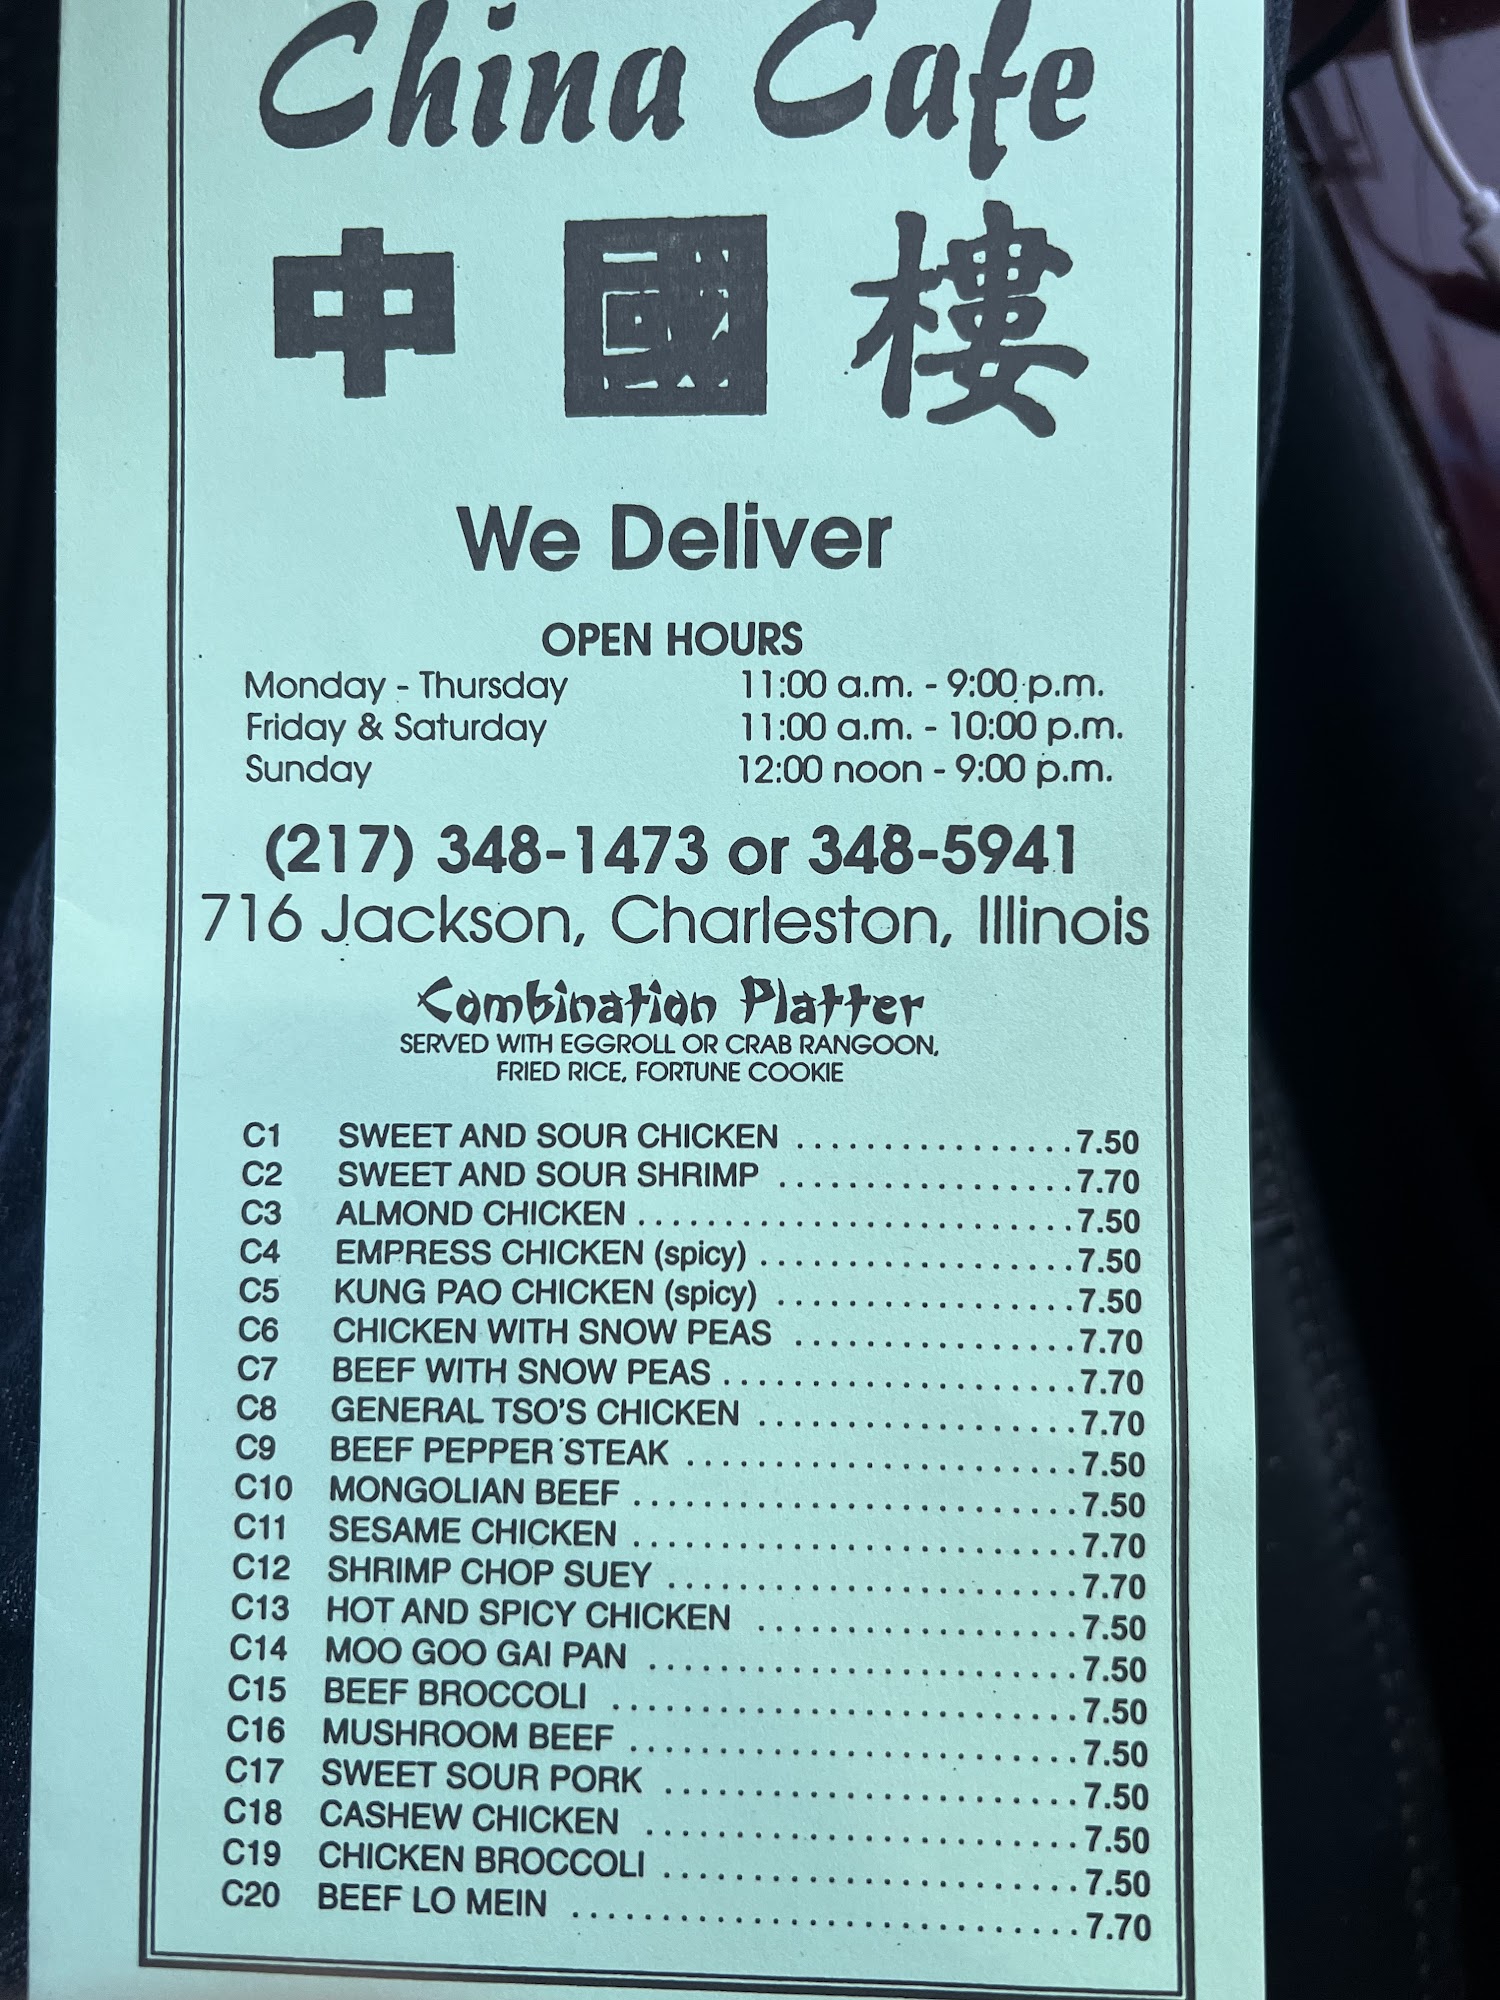 China Cafe
中國樓
We Deliver
OPEN HOURS
Monday - Thursday 11:00 a.m. - 9:00 p.m.
Friday & Saturday 11:00 a.m. - 10:00 p.m.
Sunday 12:00 noon - 9:00 p.m.
(217) 348-1473 or 348-5941
716 Jackson, Charleston, Illinois
Combination Platter
SERVED WITH EGGROLL OR CRAB RANGOON,
FRIED RICE, FORTUNE COOKIE
C1 SWEET AND SOUR CHICKEN ....................7.50
C2 SWEET AND SOUR SHRIMP .....................7.70
C3 ALMOND CHICKEN ...............................7.50
C4 EMPRESS CHICKEN (spicy) .......................7.50
C5 KUNG PAO CHICKEN (spicy) .....................7.50
C6 CHICKEN WITH SNOW PEAS ....................7.70
C7 BEEF WITH SNOW PEAS .........................7.70
C8 GENERAL TSO'S CHICKEN .......................7.70
C9 BEEF PEPPER STEAK ............................7.50
C10 MONGOLIAN BEEF ................................7.50
C11 SESAME CHICKEN ................................7.70
C12 SHRIMP CHOP SUEY .............................7.70
C13 HOT AND SPICY CHICKEN .......................7.50
C14 MOO GOO GAI PAN ...............................7.50
C15 BEEF BROCCOLI ..................................7.50
C16 MUSHROOM BEEF ................................7.50
C17 SWEET SOUR PORK ..............................7.50
C18 CASHEW CHICKEN ................................7.50
C19 CHICKEN BROCCOLI ..............................7.50
C20 BEEF LO MEIN .....................................7.70